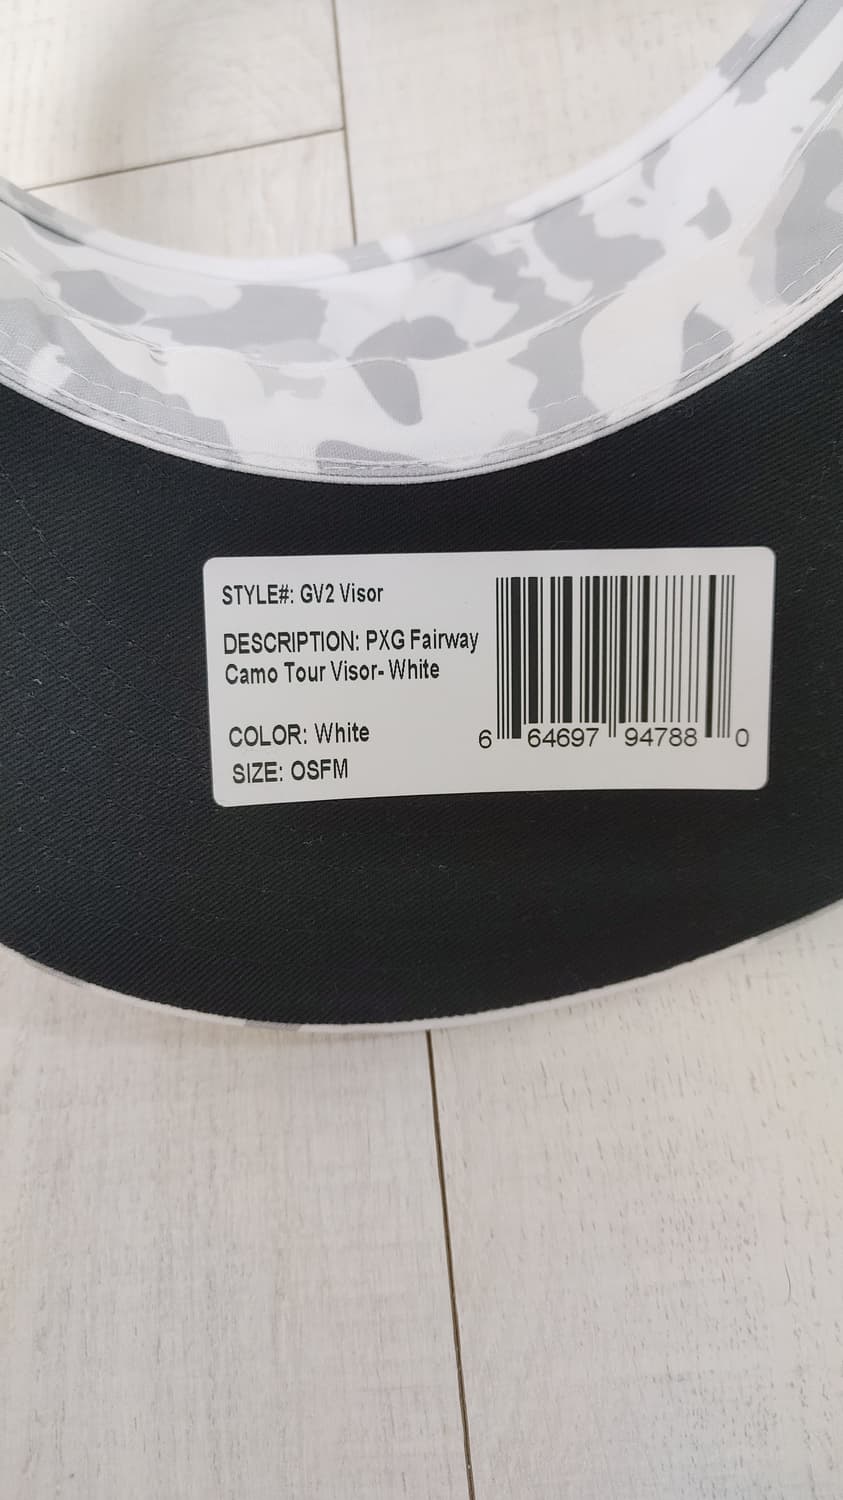 STYLE#: GV2 Visor
DESCRIPTION: PXG Fairway
Camo Tour Visor- White
COLOR: White
SIZE: OSFM
6 64697 94788 0